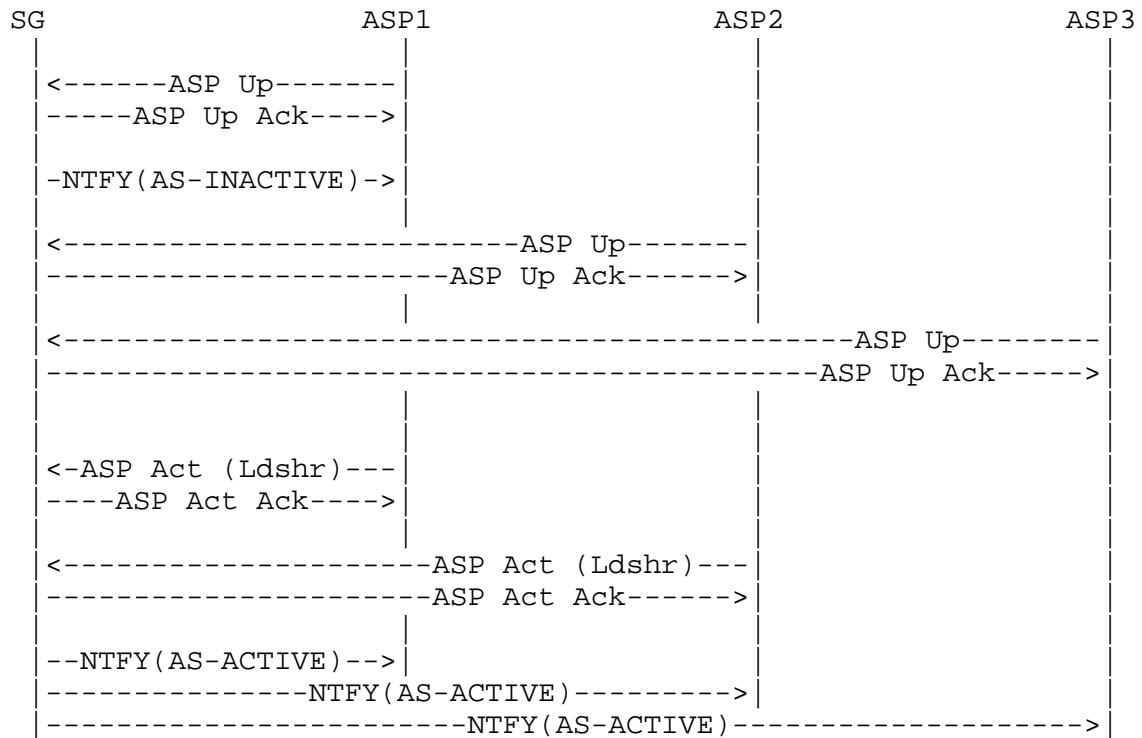 SG ASP1 ASP2 ASP3
| | | |
|<------ASP Up-------| | |
|-----ASP Up Ack---->| | |
| | | |
|-NTFY(AS-INACTIVE)->| | |
| | | |
|<--------------------------ASP Up-------| |
|-----------------------ASP Up Ack------>| |
| | | |
|<--------------------------------------------ASP Up--------|
|-------------------------------------------ASP Up Ack----->|
| | | |
| | | |
|<-ASP Act (Ldshr)---| | |
|----ASP Act Ack---->| | |
| | | |
|<---------------------ASP Act (Ldshr)---| |
|----------------------ASP Act Ack------>| |
| | | |
|--NTFY(AS-ACTIVE)-->| | |
|---------------NTFY(AS-ACTIVE)--------->| |
|------------------------NTFY(AS-ACTIVE)-------------------->|